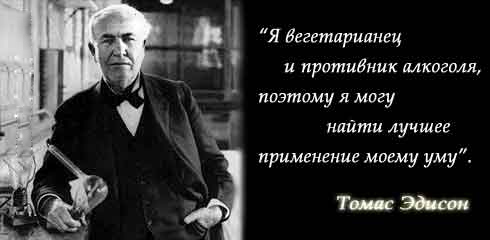 “Я вегетарианец
и противник алкоголя,
поэтому я могу
найти лучшее
применение моему уму”.
Томас Эдисон